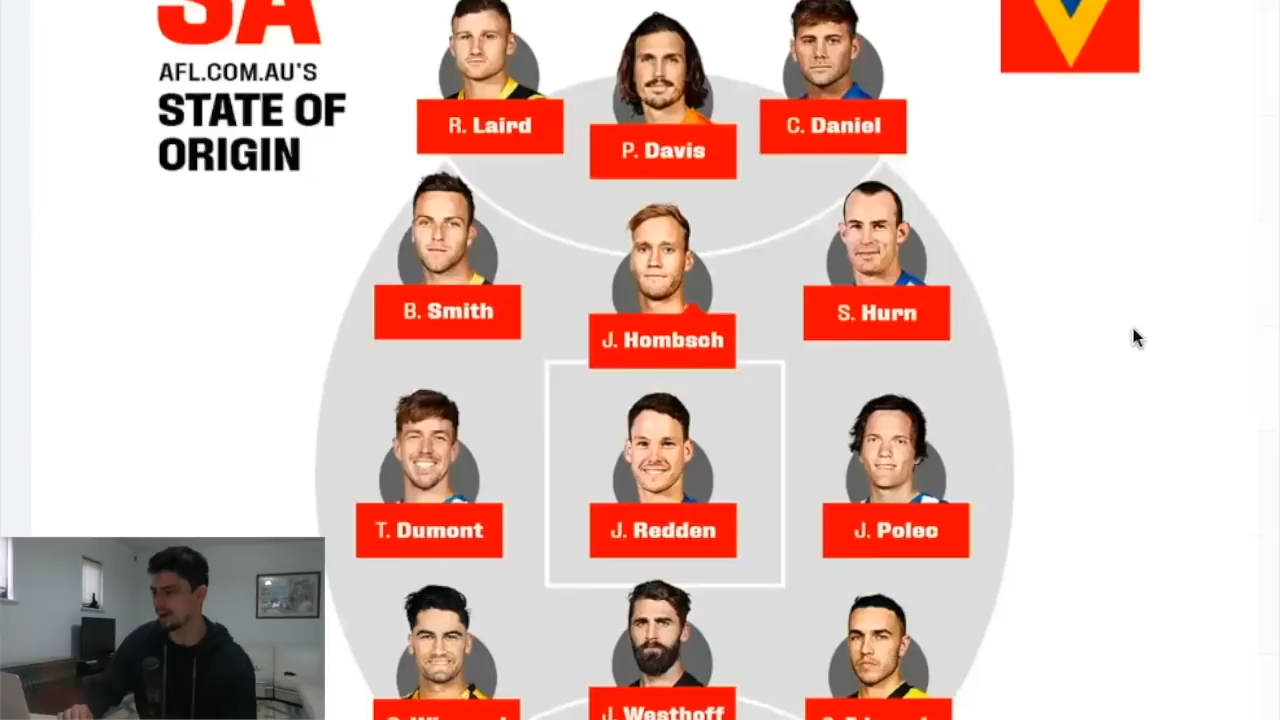 SA
AFL.COM.AU'S
STATE OF
ORIGIN
R. Laird
P. Davis
C. Daniel
B. Smith
J. Hombsch
S. Hurn
T. Dumont
J. Redden
J. Polec
J. Westhoff